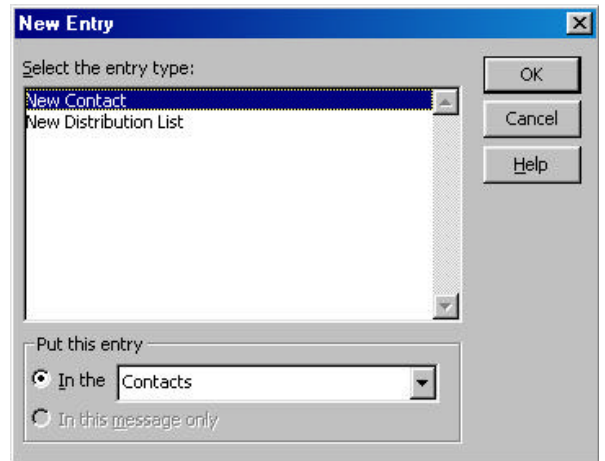 New Entry
Select the entry type:
New Contact
New Distribution List
OK
Cancel
Help
Put this entry
In the Contacts
In this message only